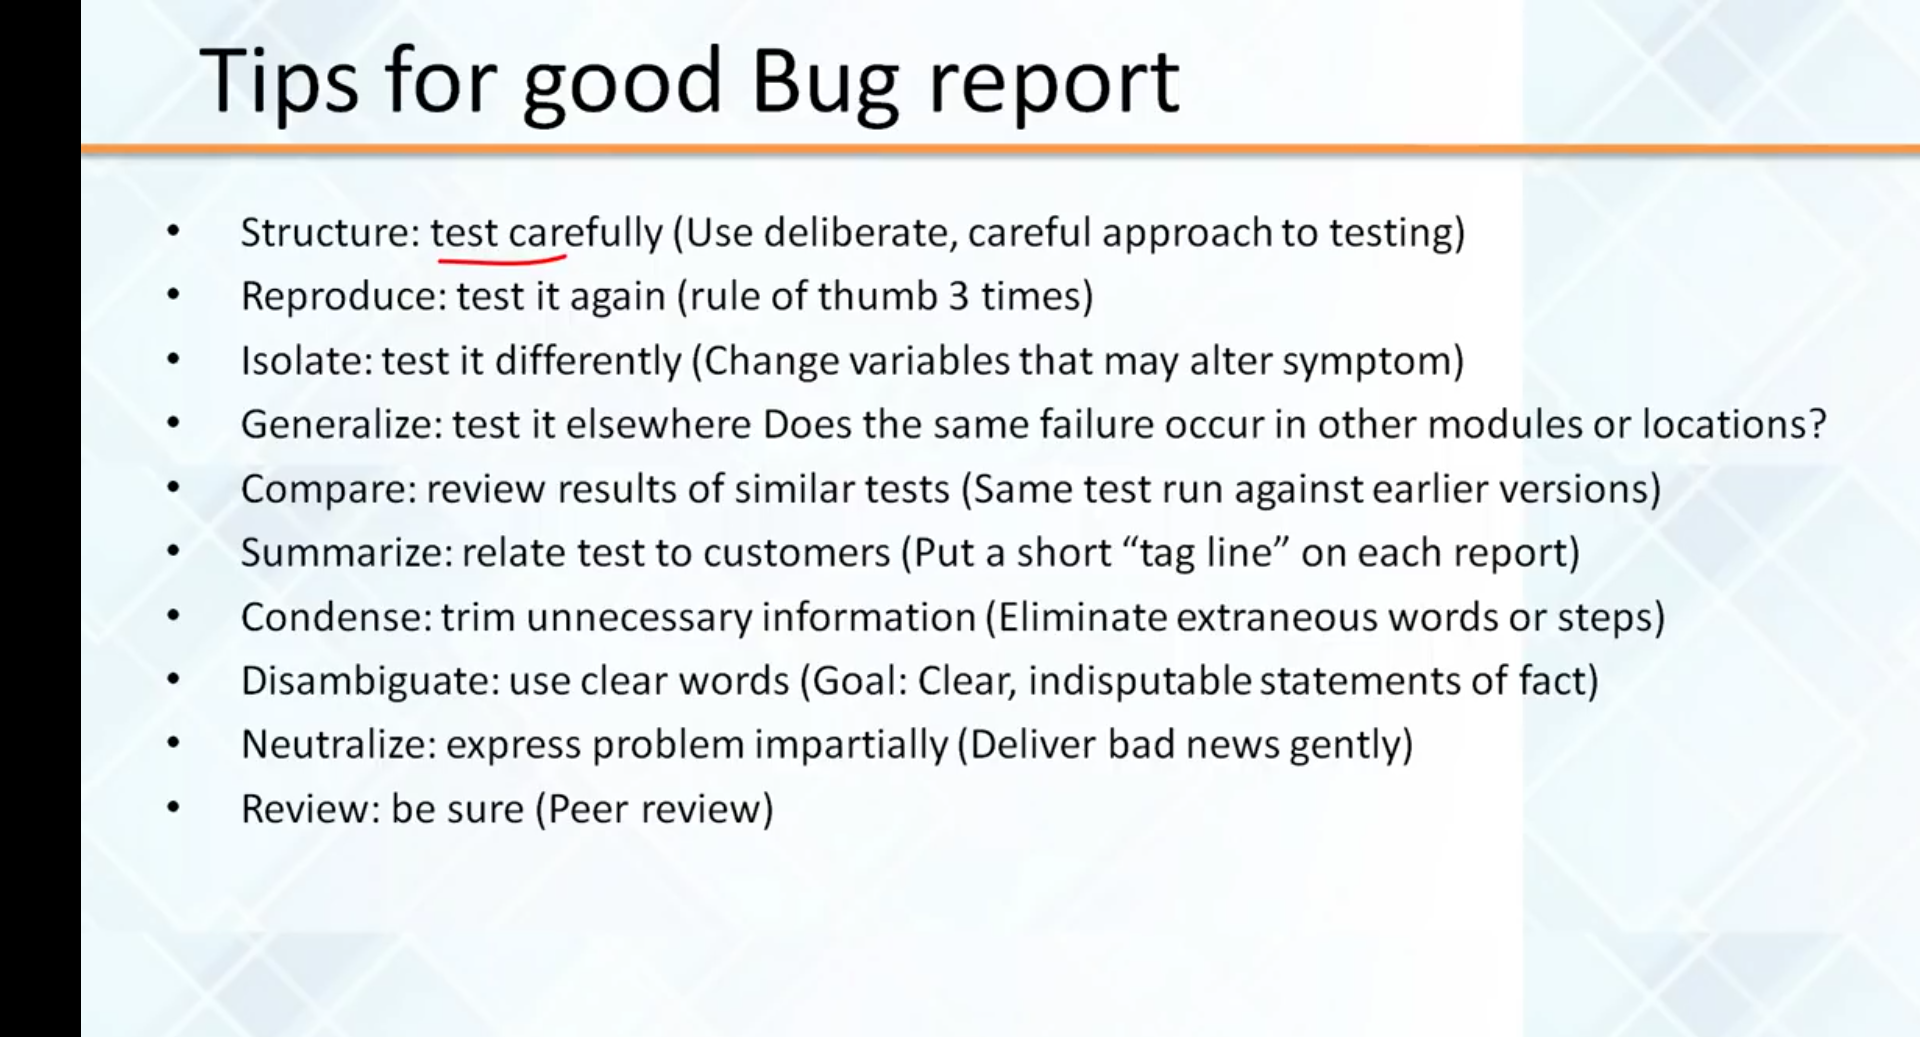 Tips for good Bug report
• Structure: test carefully (Use deliberate, careful approach to testing)
• Reproduce: test it again (rule of thumb 3 times)
• Isolate: test it differently (Change variables that may alter symptom)
• Generalize: test it elsewhere Does the same failure occur in other modules or locations?
• Compare: review results of similar tests (Same test run against earlier versions)
• Summarize: relate test to customers (Put a short “tag line” on each report)
• Condense: trim unnecessary information (Eliminate extraneous words or steps)
• Disambiguate: use clear words (Goal: Clear, indisputable statements of fact)
• Neutralize: express problem impartially (Deliver bad news gently)
• Review: be sure (Peer review)